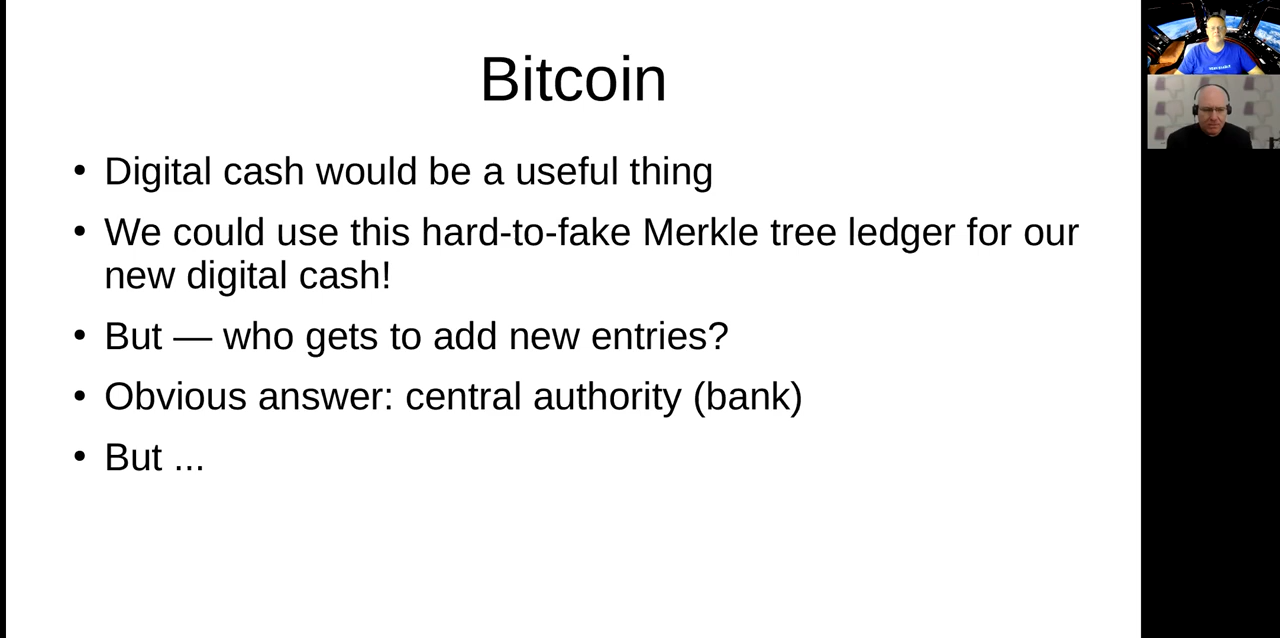 Bitcoin
• Digital cash would be a useful thing
• We could use this hard-to-fake Merkle tree ledger for our
new digital cash!
• But — who gets to add new entries?
• Obvious answer: central authority (bank)
• But ...